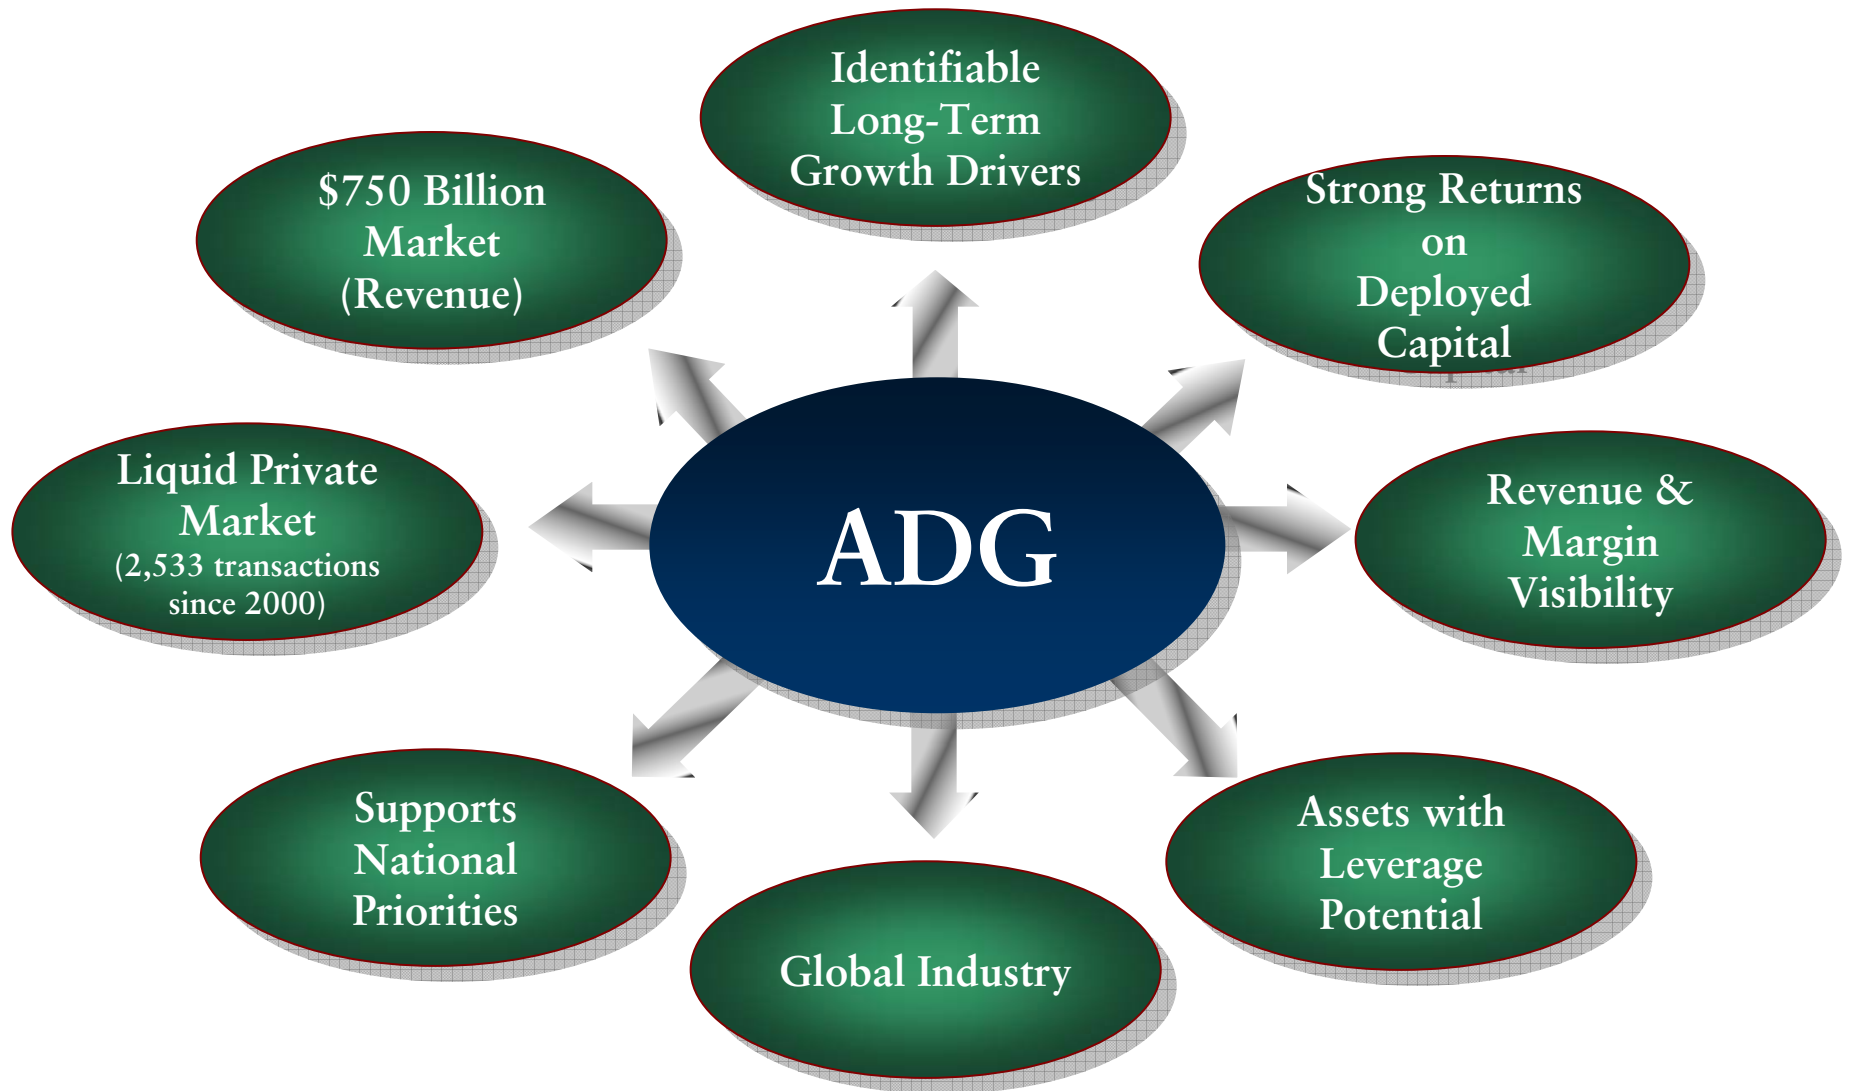 Identifiable
Long-Term
Growth Drivers
$750 Billion
Market
(Revenue)
Strong Returns
on
Deployed
Capital
Liquid Private
Market
(2,533 transactions
since 2000)
ADG
Revenue &
Margin
Visibility
Supports
National
Priorities
Assets with
Leverage
Potential
Global Industry